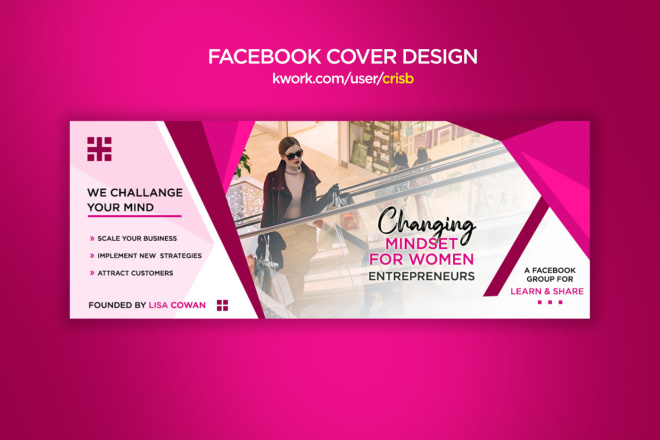 FACEBOOK COVER DESIGN
kwork.com/user/crisb
WE CHALLANGE
YOUR MIND
» SCALE YOUR BUSINESS
» IMPLEMENT NEW STRATEGIES
» ATTRACT CUSTOMERS
FOUNDED BY LISA COWAN
Changing
MINDSET
FOR WOMEN
ENTREPRENEURS
A FACEBOOK
GROUP FOR
LEARN & SHARE